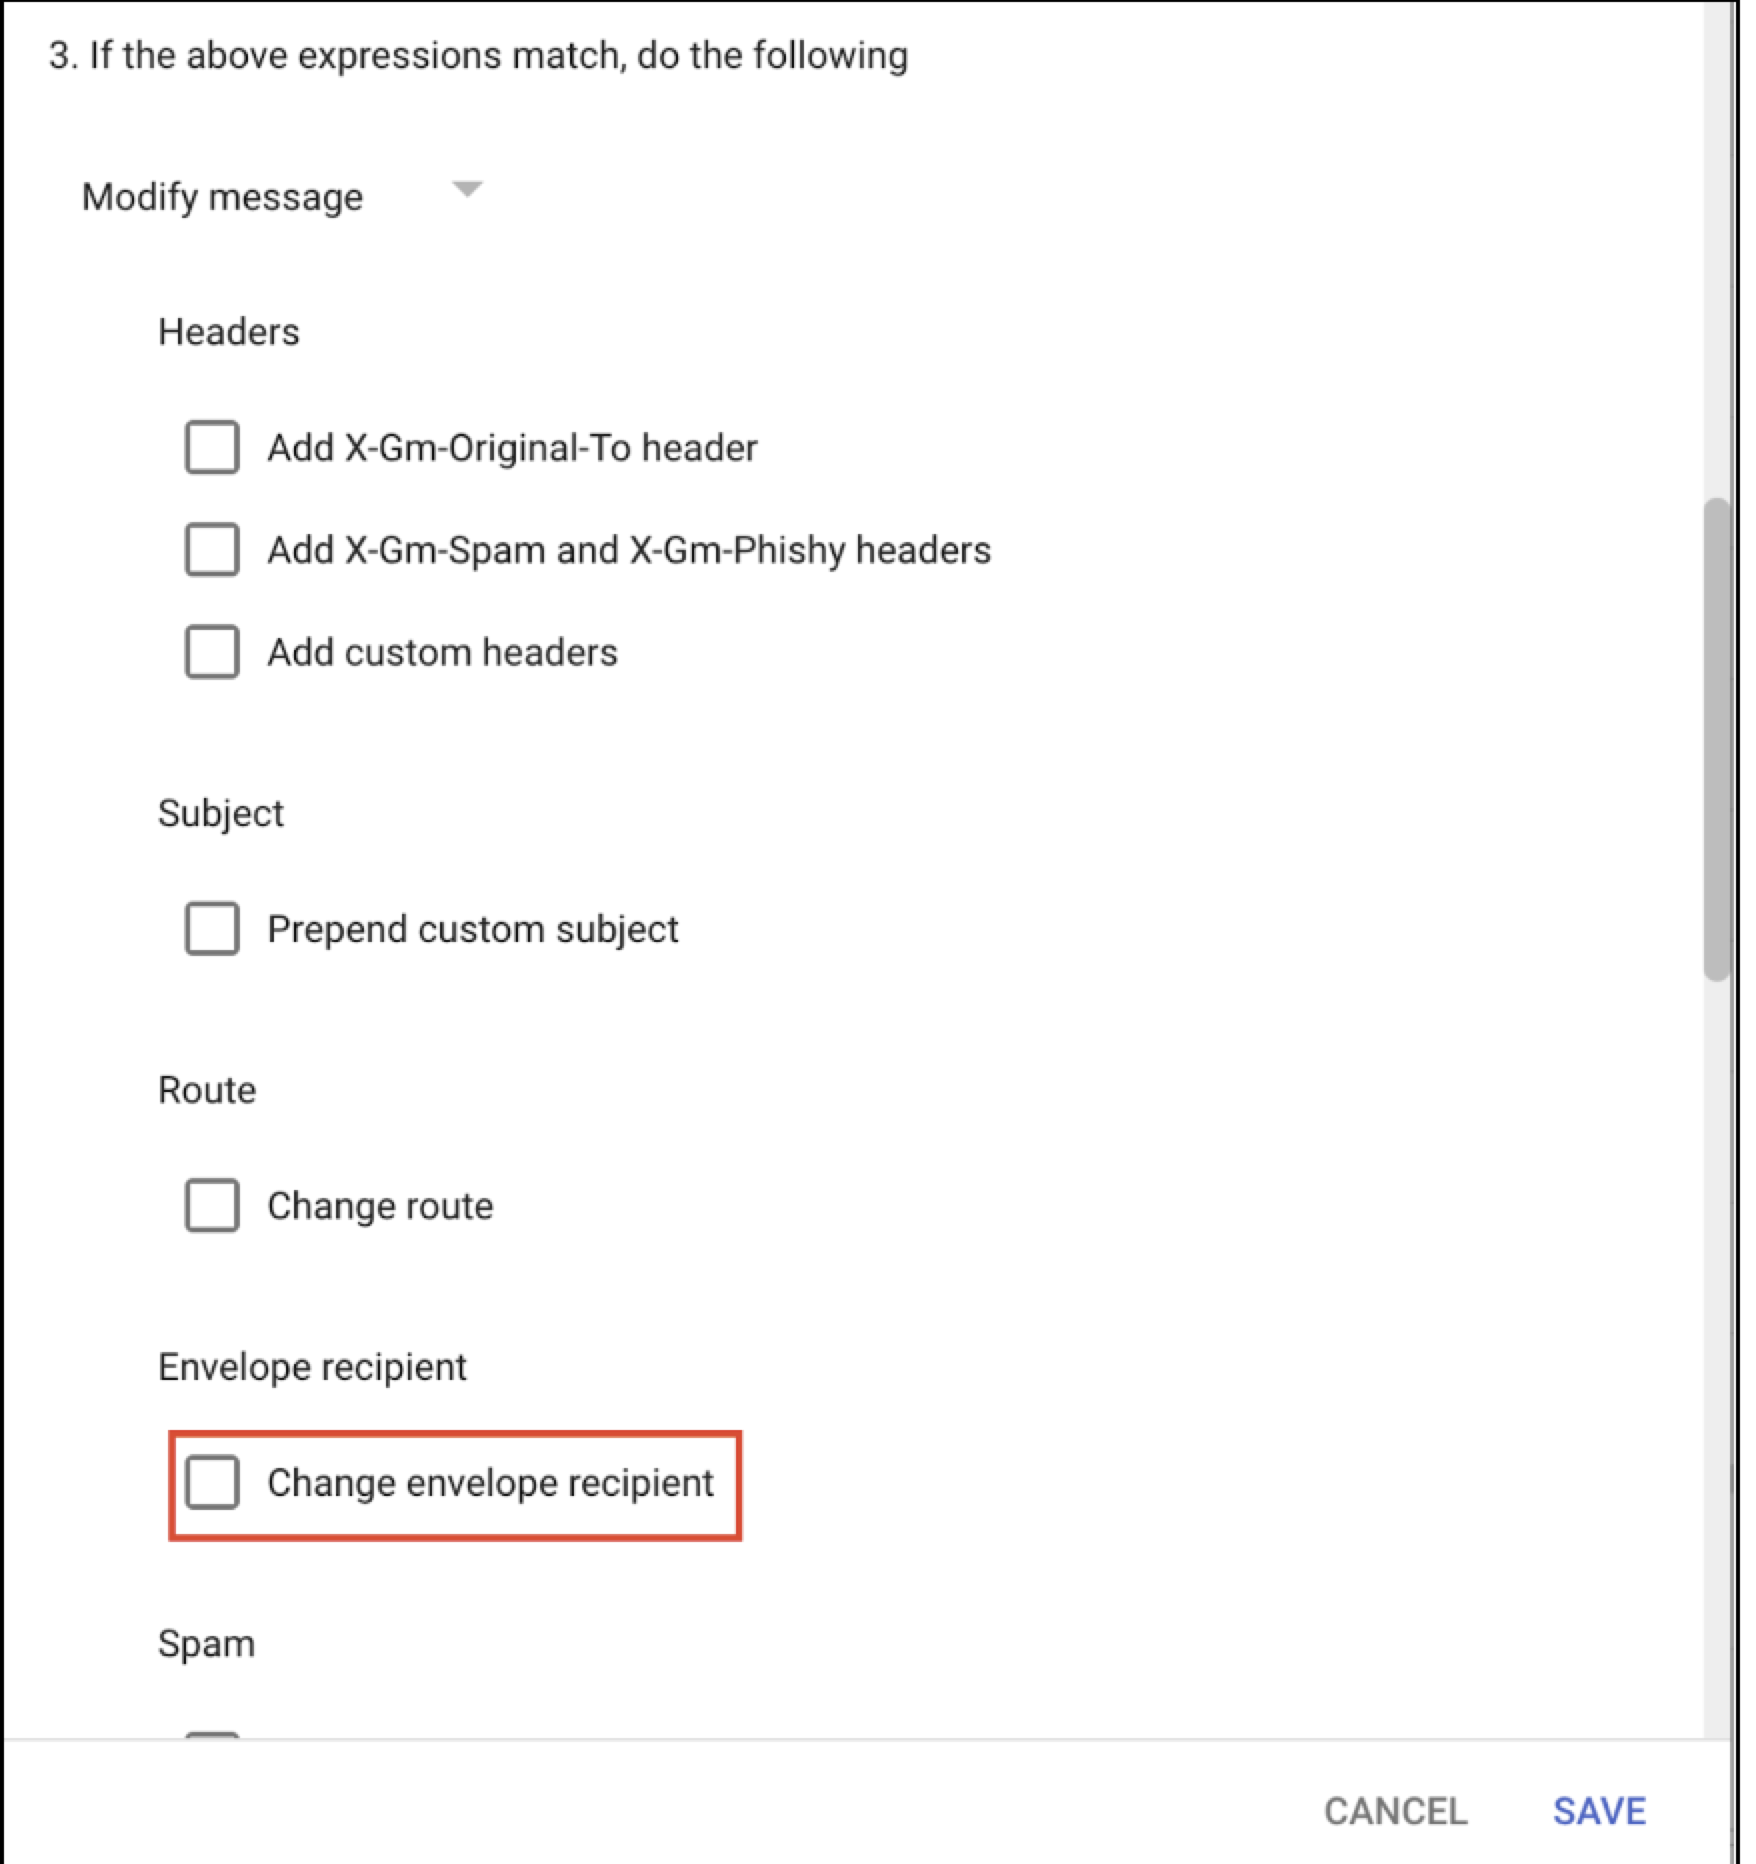 3. If the above expressions match, do the following
Modify message
Headers
Add X-Gm-Original-To header
Add X-Gm-Spam and X-Gm-Phishy headers
Add custom headers
Subject
Prepend custom subject
Route
Change route
Envelope recipient
Change envelope recipient
Spam
CANCEL SAVE